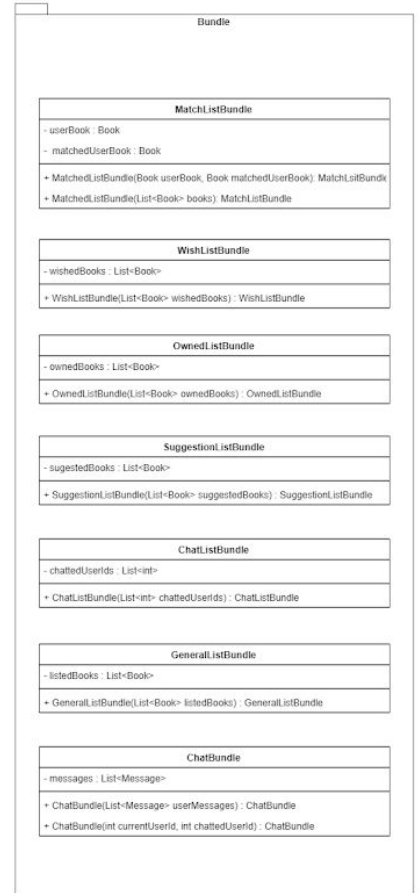 Bundle
MatchListBundle
- userBook : Book
- matchedUserBook : Book
+ MatchedListBundle(Book userBook, Book matchedUserBook): MatchLsitBundle
+ MatchedListBundle(List<Book> books): MatchListBundle
WishListBundle
- wishedBooks : List<Book>
+ WishListBundle(List<Book> wishedBooks) : WishListBundle
OwnedListBundle
- ownedBooks : List<Book>
+ OwnedListBundle(List<Book> ownedBooks) : OwnedListBundle
SuggestionListBundle
- sugestedBooks : List<Book>
+ SuggestionListBundle(List<Book> suggestedBooks) : SuggestionListBundle
ChatListBundle
- chattedUserIds : List<int>
+ ChatListBundle(List<int> chattedUserIds) : ChatListBundle
GeneralListBundle
- listedBooks : List<Book>
+ GeneralListBundle(List<Book> listedBooks) : GeneralListBundle
ChatBundle
- messages : List<Message>
+ ChatBundle(List<Message> userMessages) : ChatBundle
+ ChatBundle(int currentUserId, int chattedUserId) : ChatBundle